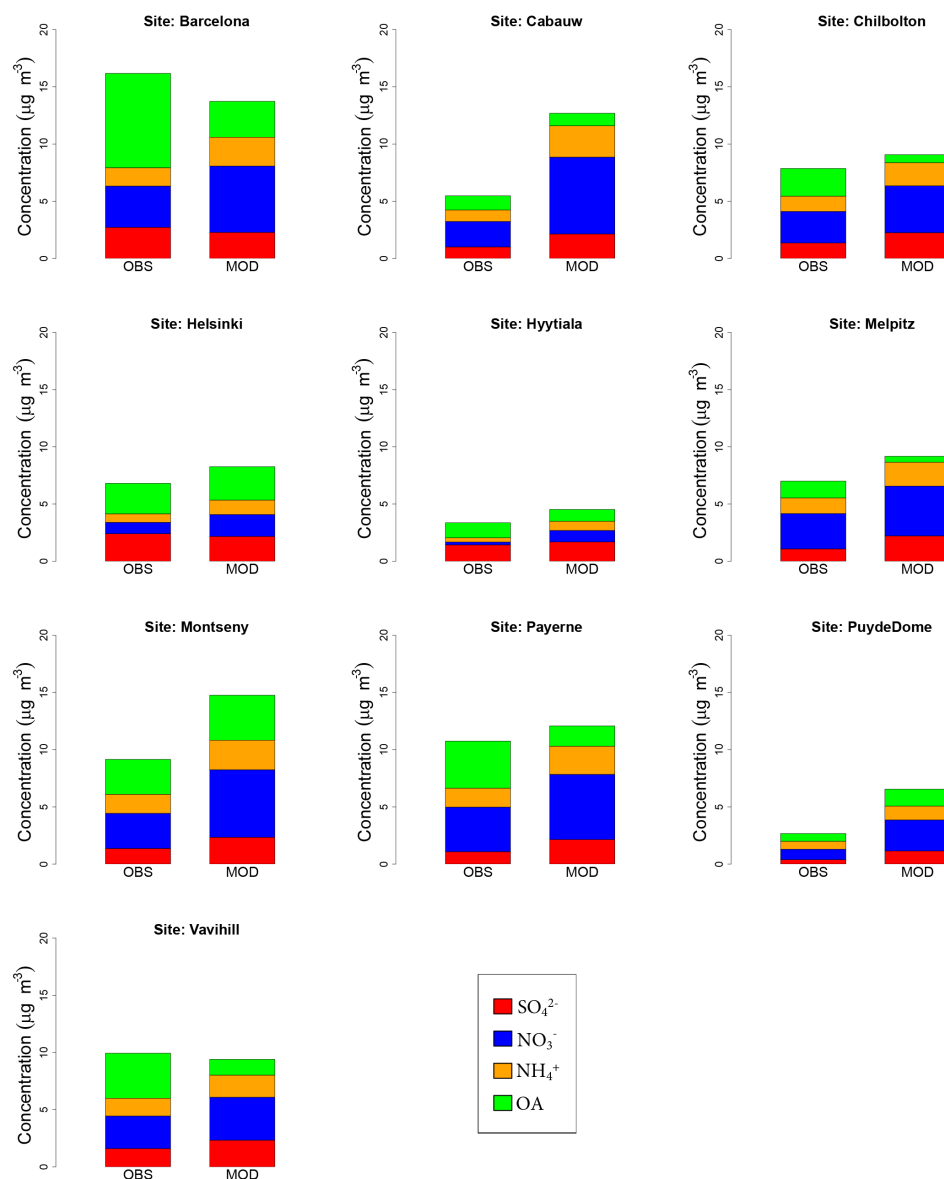 Site: Barcelona
Concentration (μg m⁻³)
0 5 10 15 20
OBS MOD
Site: Cabauw
Concentration (μg m⁻³)
0 5 10 15 20
OBS MOD
Site: Chilbolton
Concentration (μg m⁻³)
0 5 10 15 20
OBS MOD
Site: Helsinki
Concentration (μg m⁻³)
0 5 10 15 20
OBS MOD
Site: Hyytiala
Concentration (μg m⁻³)
0 5 10 15 20
OBS MOD
Site: Melpitz
Concentration (μg m⁻³)
0 5 10 15 20
OBS MOD
Site: Montseny
Concentration (μg m⁻³)
0 5 10 15 20
OBS MOD
Site: Payerne
Concentration (μg m⁻³)
0 5 10 15 20
OBS MOD
Site: PuydeDome
Concentration (μg m⁻³)
0 5 10 15 20
OBS MOD
Site: Vavihill
Concentration (μg m⁻³)
0 5 10 15 20
OBS MOD
SO₄²⁻
NO₃⁻
NH₄⁺
OA